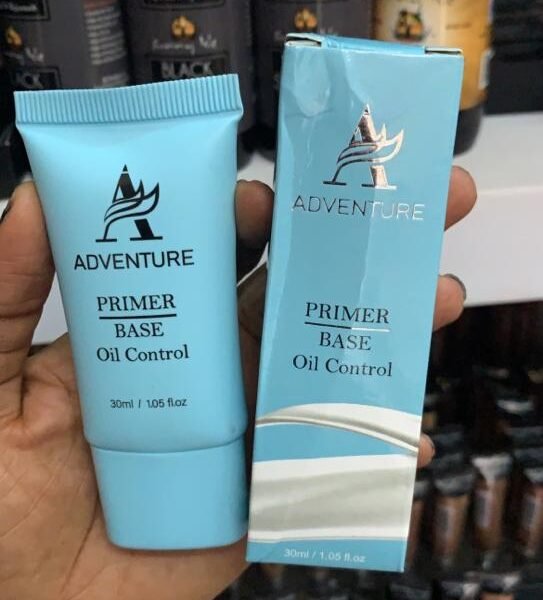 ADVENTURE
PRIMER
BASE
Oil Control
30ml / 1.05 fl.oz
ADVENTURE
PRIMER
BASE
Oil Control
30ml / 1.05 fl.oz
BLACK